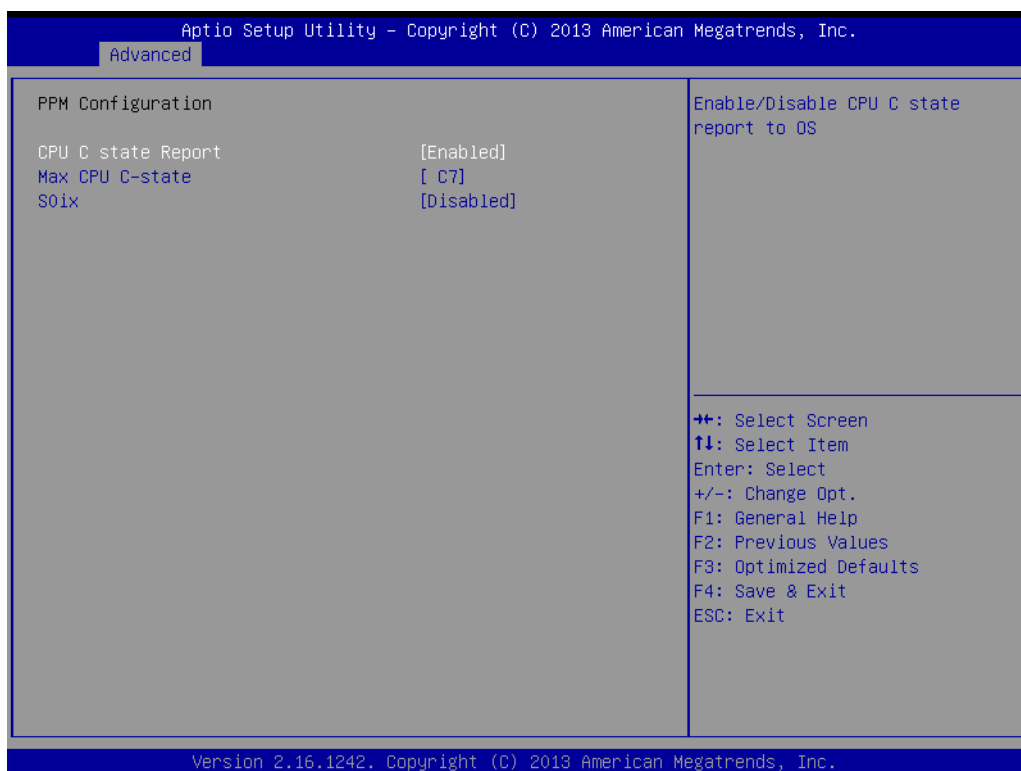 Aptio Setup Utility – Copyright (C) 2013 American Megatrends, Inc.
Advanced
PPM Configuration
CPU C state Report [Enabled]
Max CPU C-state [ C7]
S0ix [Disabled]
Enable/Disable CPU C state
report to OS
→←: Select Screen
↑↓: Select Item
Enter: Select
+/-: Change Opt.
F1: General Help
F2: Previous Values
F3: Optimized Defaults
F4: Save & Exit
ESC: Exit
Version 2.16.1242. Copyright (C) 2013 American Megatrends, Inc.